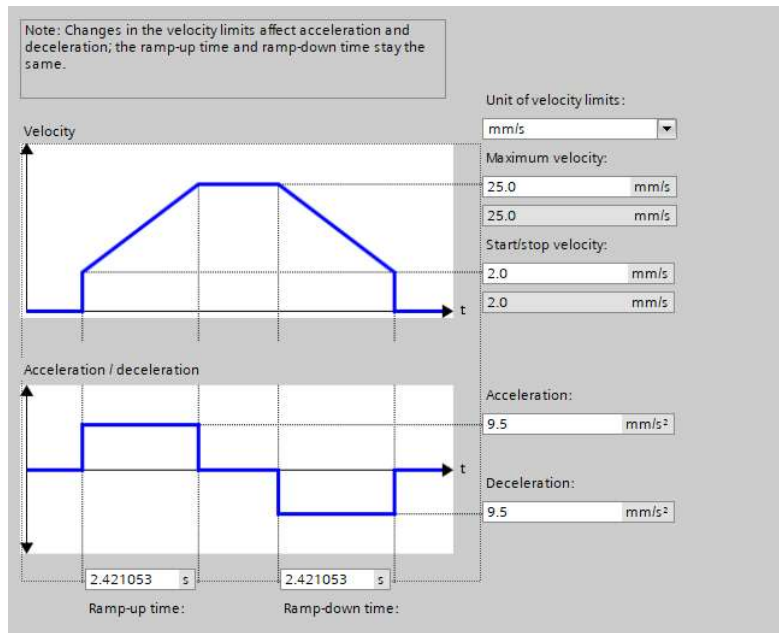 Note: Changes in the velocity limits affect acceleration and
deceleration; the ramp-up time and ramp-down time stay the
same.
Unit of velocity limits:
mm/s
Velocity
Maximum velocity:
25.0 mm/s
25.0 mm/s
Start/stop velocity:
2.0 mm/s
2.0 mm/s
t
Acceleration / deceleration
Acceleration:
9.5 mm/s²
t
Deceleration:
9.5 mm/s²
2.421053 s 2.421053 s
Ramp-up time: Ramp-down time: